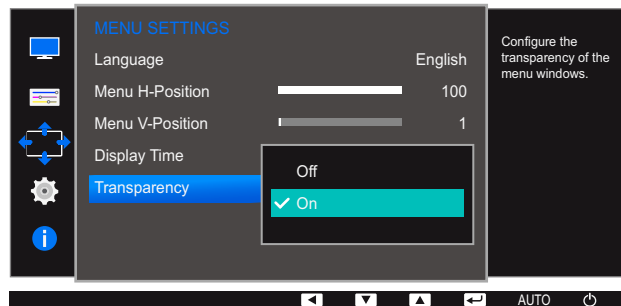 MENU SETTINGS
Language English
Menu H-Position 100
Menu V-Position 1
Display Time
Transparency
Off
On
Configure the
transparency of the
menu windows.
AUTO